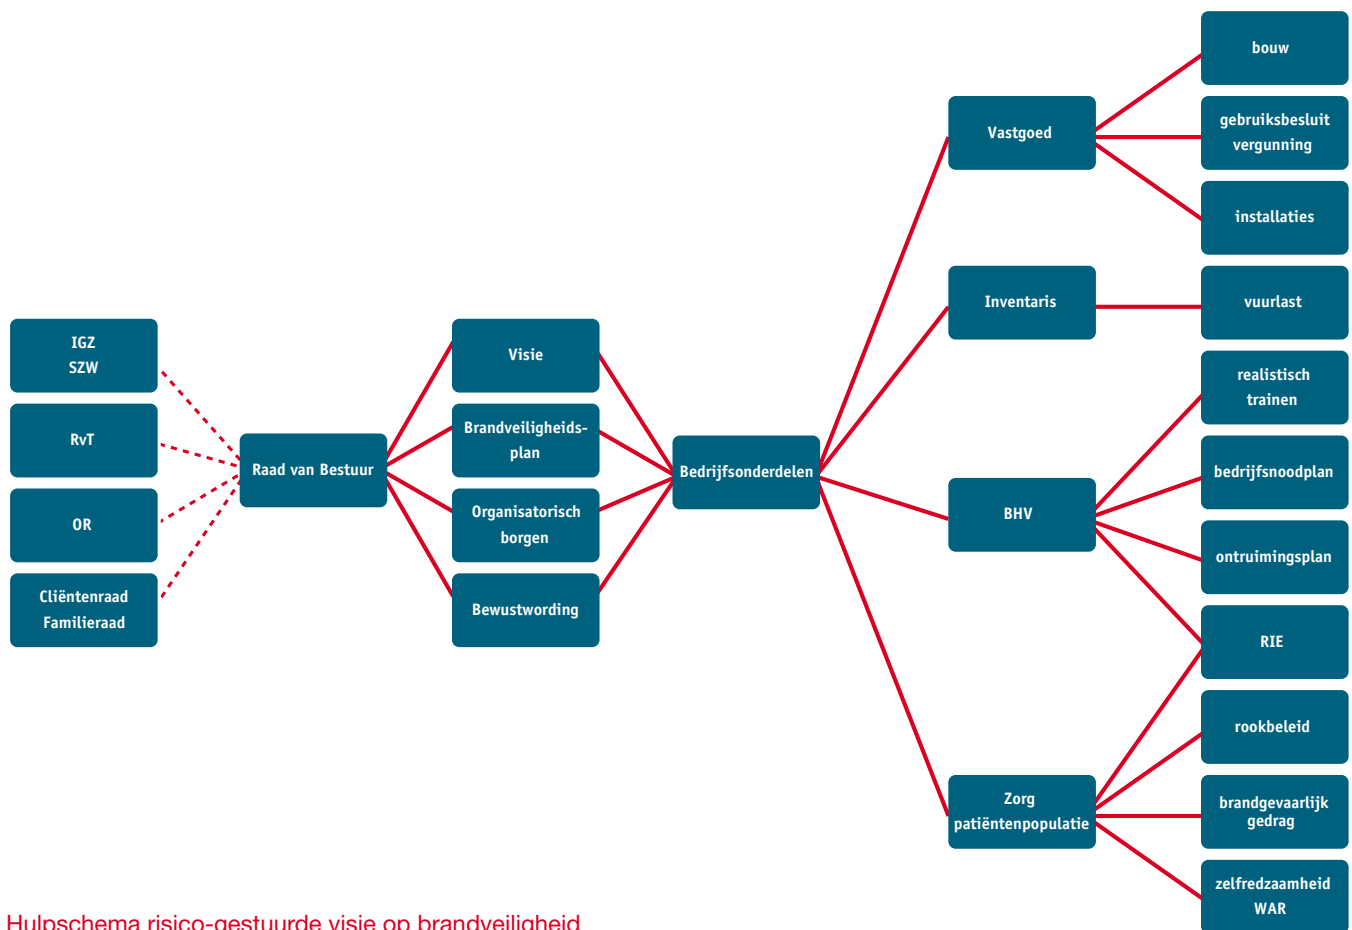 IGZ
SZW
RvT
OR
Cliëntenraad
Familieraad
Raad van Bestuur
Visie
Brandveiligheids-
plan
Organisatorisch
borgen
Bewustwording
Bedrijfsonderdelen
Vastgoed
Inventaris
BHV
Zorg
patiëntenpopulatie
bouw
gebruiksbesluit
vergunning
installaties
vuurlast
realistisch
trainen
bedrijfsnoodplan
ontruimingsplan
RIE
rookbeleid
brandgevaarlijk
gedrag
zelfredzaamheid
WAR
Hulpschema risico-gestuurde visie op brandveiligheid